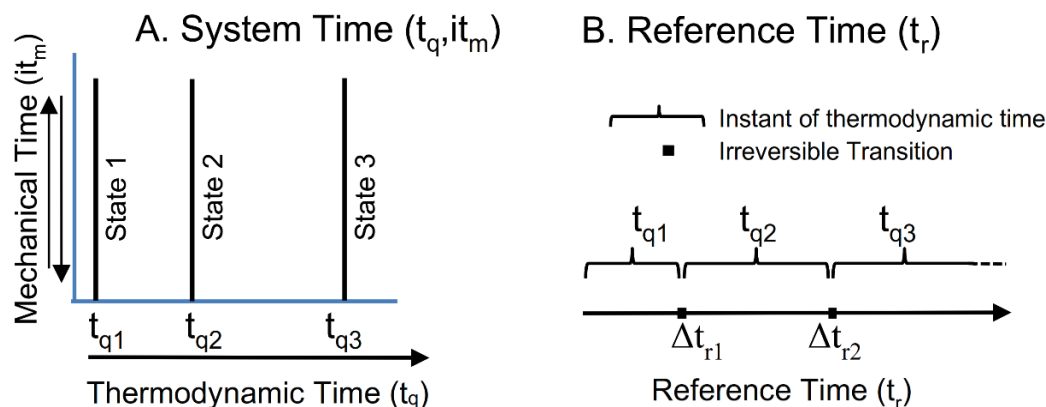 A. System Time (tq,itm)
Mechanical Time (itm)
State 1
State 2
State 3
tq1
tq2
tq3
Thermodynamic Time (tq)
B. Reference Time (tr)
Instant of thermodynamic time
Irreversible Transition
tq1
tq2
tq3
Δtr1
Δtr2
Reference Time (tr)